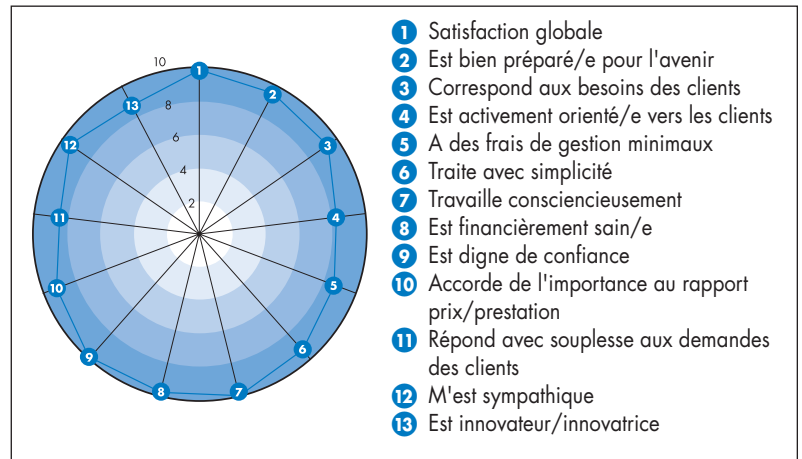 10
8
6
4
2
1
2
3
4
5
6
7
8
9
10
11
12
13
1 Satisfaction globale
2 Est bien préparé/e pour l'avenir
3 Correspond aux besoins des clients
4 Est activement orienté/e vers les clients
5 A des frais de gestion minimaux
6 Traite avec simplicité
7 Travaille consciencieusement
8 Est financièrement sain/e
9 Est digne de confiance
10 Accorde de l'importance au rapport
prix/prestation
11 Répond avec souplesse aux demandes
des clients
12 M'est sympathique
13 Est innovateur/innovatrice